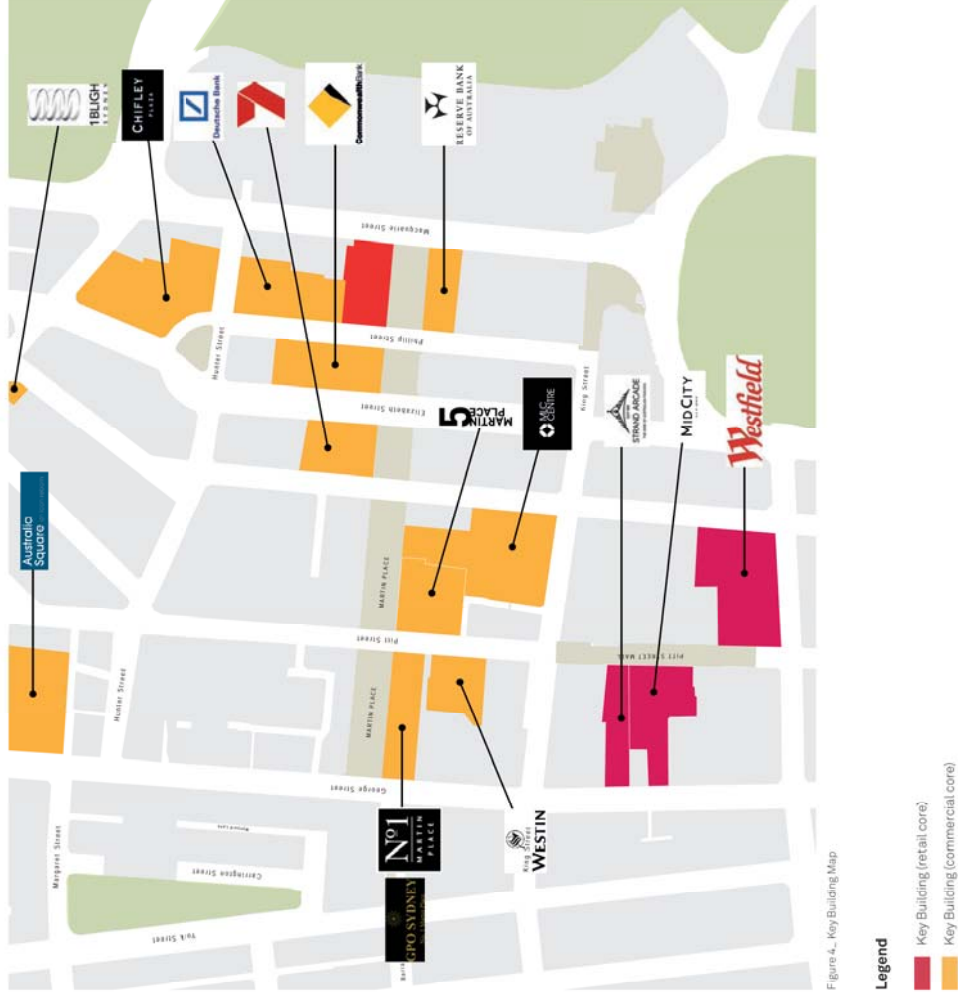 1BLIGH
SYDNEY
CHIFLEY
PLAZA
Deutsche Bank
7
CommonwealthBank
RESERVE BANK
OF AUSTRALIA
Australia
Square
Macquarie Street
Hunter Street
Phillip Street
Elizabeth Street
King Street
5
MARTIN
PLACE
MLC
CENTRE
STRAND ARCADE
MIDCITY
Westfield
MARTIN PLACE
Pitt Street
Hunter Street
MARTIN PLACE
PITT STREET MALL
George Street
Margaret Street
Carrington Street
York Street
Nº1
MARTIN
PLACE
GPO SYDNEY
King Street
WESTIN
Figure 4_ Key Building Map
Legend
Key Building (retail core)
Key Building (commercial core)